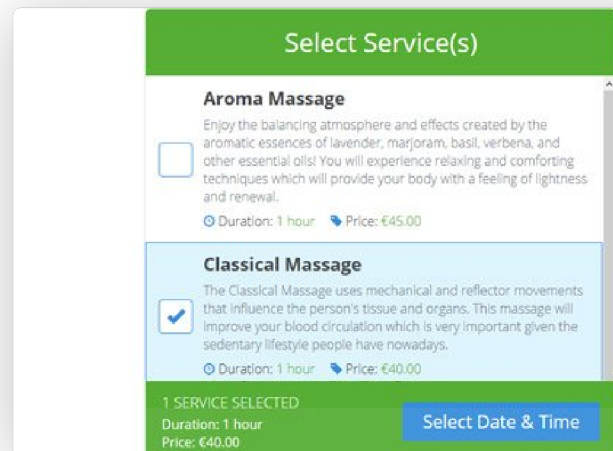 Select Service(s)
Aroma Massage
Enjoy the balancing atmosphere and effects created by the
aromatic essences of lavender, marjoram, basil, verbena, and
other essential oils! You will experience relaxing and comforting
techniques which will provide your body with a feeling of lightness
and renewal.
Duration: 1 hour Price: €45.00
Classical Massage
The Classical Massage uses mechanical and reflector movements
that influence the person's tissue and organs. This massage will
improve your blood circulation which is very important given the
sedentary lifestyle people have nowadays.
Duration: 1 hour Price: €40.00
1 SERVICE SELECTED
Duration: 1 hour
Price: €40.00
Select Date & Time